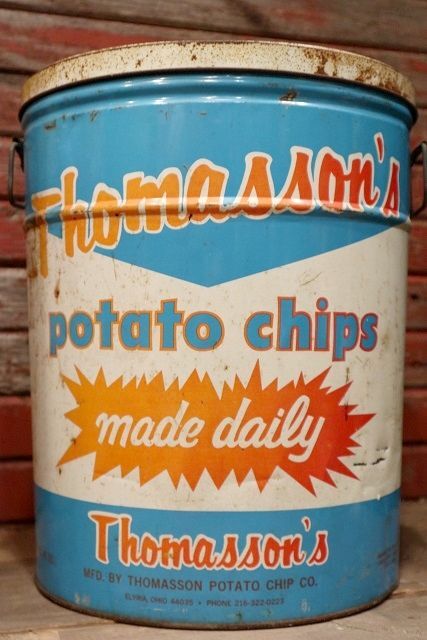 Thomasson's
potato chips
made daily
Thomasson's
MFD. BY THOMASSON POTATO CHIP CO.
ELYRIA, OHIO 44035 • PHONE 216-322-0223